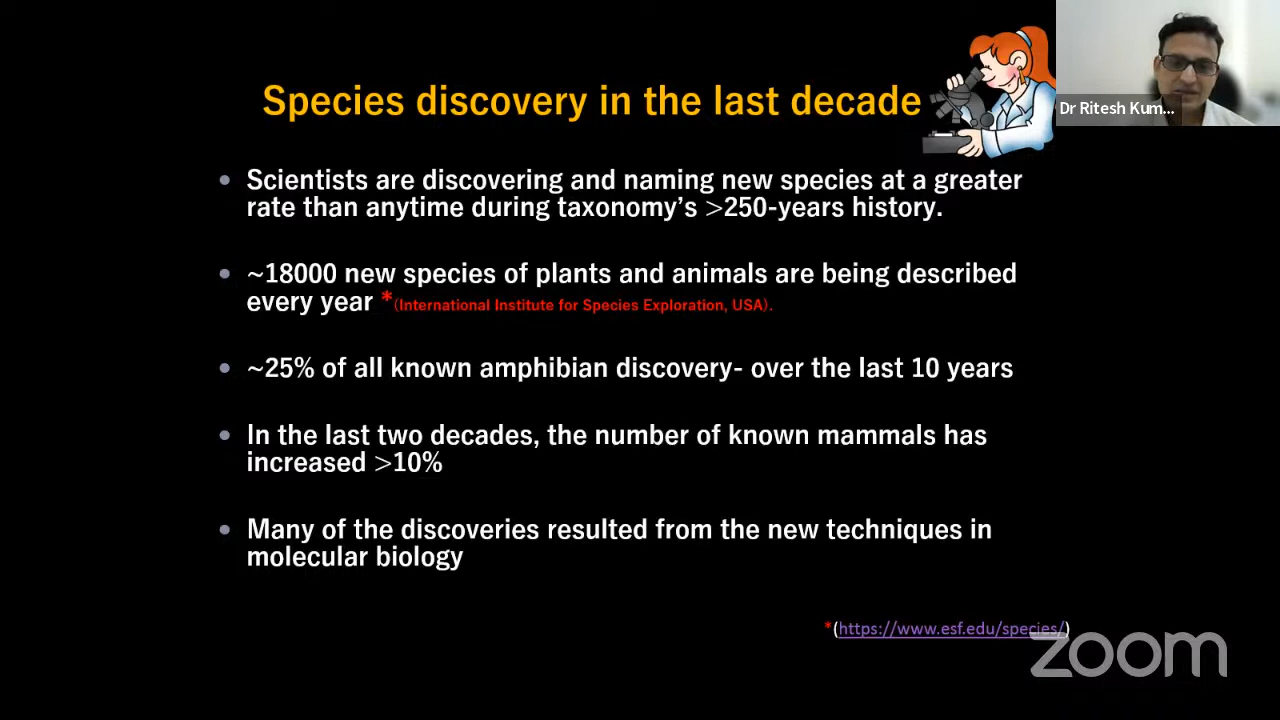 Species discovery in the last decade
Dr Ritesh Kum...
• Scientists are discovering and naming new species at a greater
rate than anytime during taxonomy's >250-years history.
• ~18000 new species of plants and animals are being described
every year *(International Institute for Species Exploration, USA).
• ~25% of all known amphibian discovery- over the last 10 years
• In the last two decades, the number of known mammals has
increased >10%
• Many of the discoveries resulted from the new techniques in
molecular biology
*(https://www.esf.edu/species/)
zoom